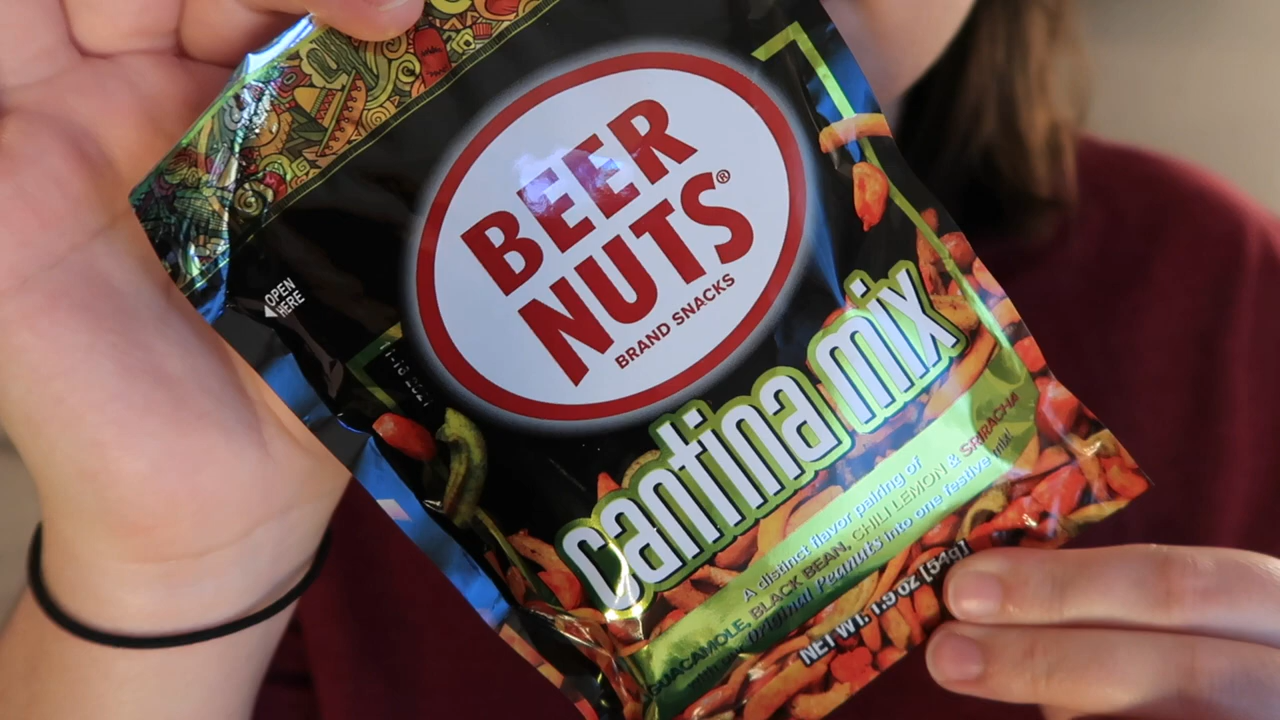 BEER
NUTS®
BRAND SNACKS
OPEN
HERE
cantina mix
A distinct flavor pairing of
GUACAMOLE, BLACK BEAN, CHILI LEMON & SRIRACHA
Original Peanuts into one festive mix!
NET WT. 1.9 oz [54g]